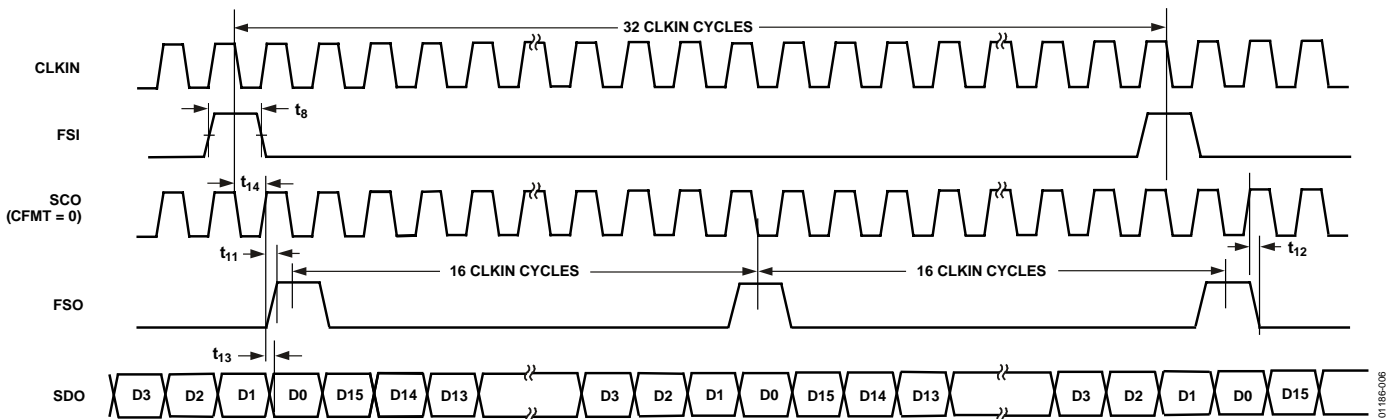 32 CLKIN CYCLES
CLKIN
t8
FSI
t14
SCO
(CFMT = 0)
t11
t12
16 CLKIN CYCLES 16 CLKIN CYCLES
FSO
t13
SDO D3 D2 D1 D0 D15 D14 D13 D3 D2 D1 D0 D15 D14 D13 D3 D2 D1 D0 D15
01186-006